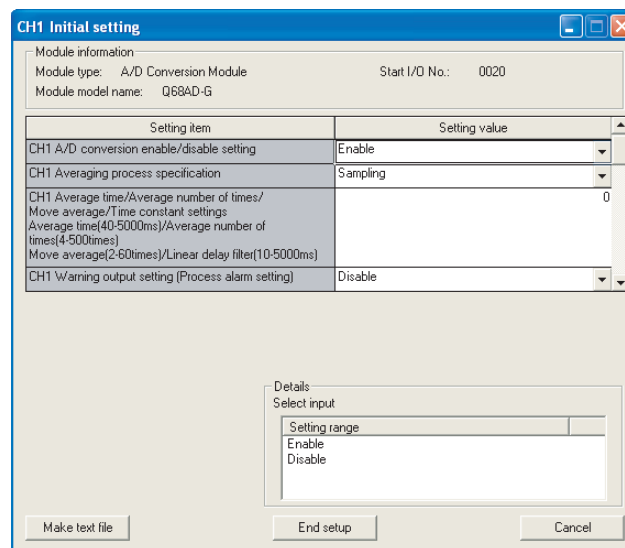 CH1 Initial setting
Module information
Module type: A/D Conversion Module Start I/O No.: 0020
Module model name: Q68AD-G
Setting item Setting value
CH1 A/D conversion enable/disable setting Enable
CH1 Averaging process specification Sampling
CH1 Average time/Average number of times/ 0
Move average/Time constant settings
Average time(40-5000ms)/Average number of
times(4-500times)
Move average(2-60times)/Linear delay filter(10-5000ms)
CH1 Warning output setting (Process alarm setting) Disable
Details
Select input
Setting range
Enable
Disable
Make text file End setup Cancel